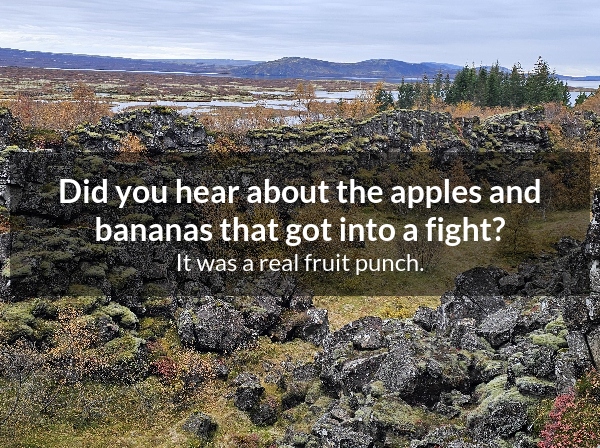 Did you hear about the apples and
bananas that got into a fight?
It was a real fruit punch.